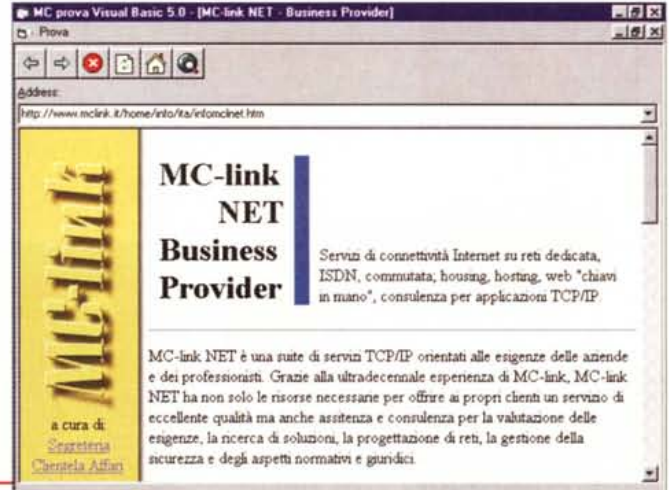 MC prova Visual Basic 5.0 - [MC-link NET - Business Provider]
Prova
Address:
http://www.mclink.it/home/info/ita/infomclnet.htm
MC-link
a cura di
Segreteria
Clientela Affari
MC-link
NET
Business
Provider
Servizi di connettività Internet su reti dedicata,
ISDN, commutata; housing, hosting, web "chiavi
in mano", consulenza per applicazioni TCP/IP.
MC-link NET è una suite di servizi TCP/IP orientati alle esigenze delle aziende
e dei professionisti. Grazie alla ultradecennale esperienza di MC-link, MC-link
NET ha non solo le risorse necessarie per offrire ai propri clienti un servizio di
eccellente qualità ma anche assitenza e consulenza per la valutazione delle
esigenze, la ricerca di soluzioni, la progettazione di reti, la gestione della
sicurezza e degli aspetti normativi e giuridici.